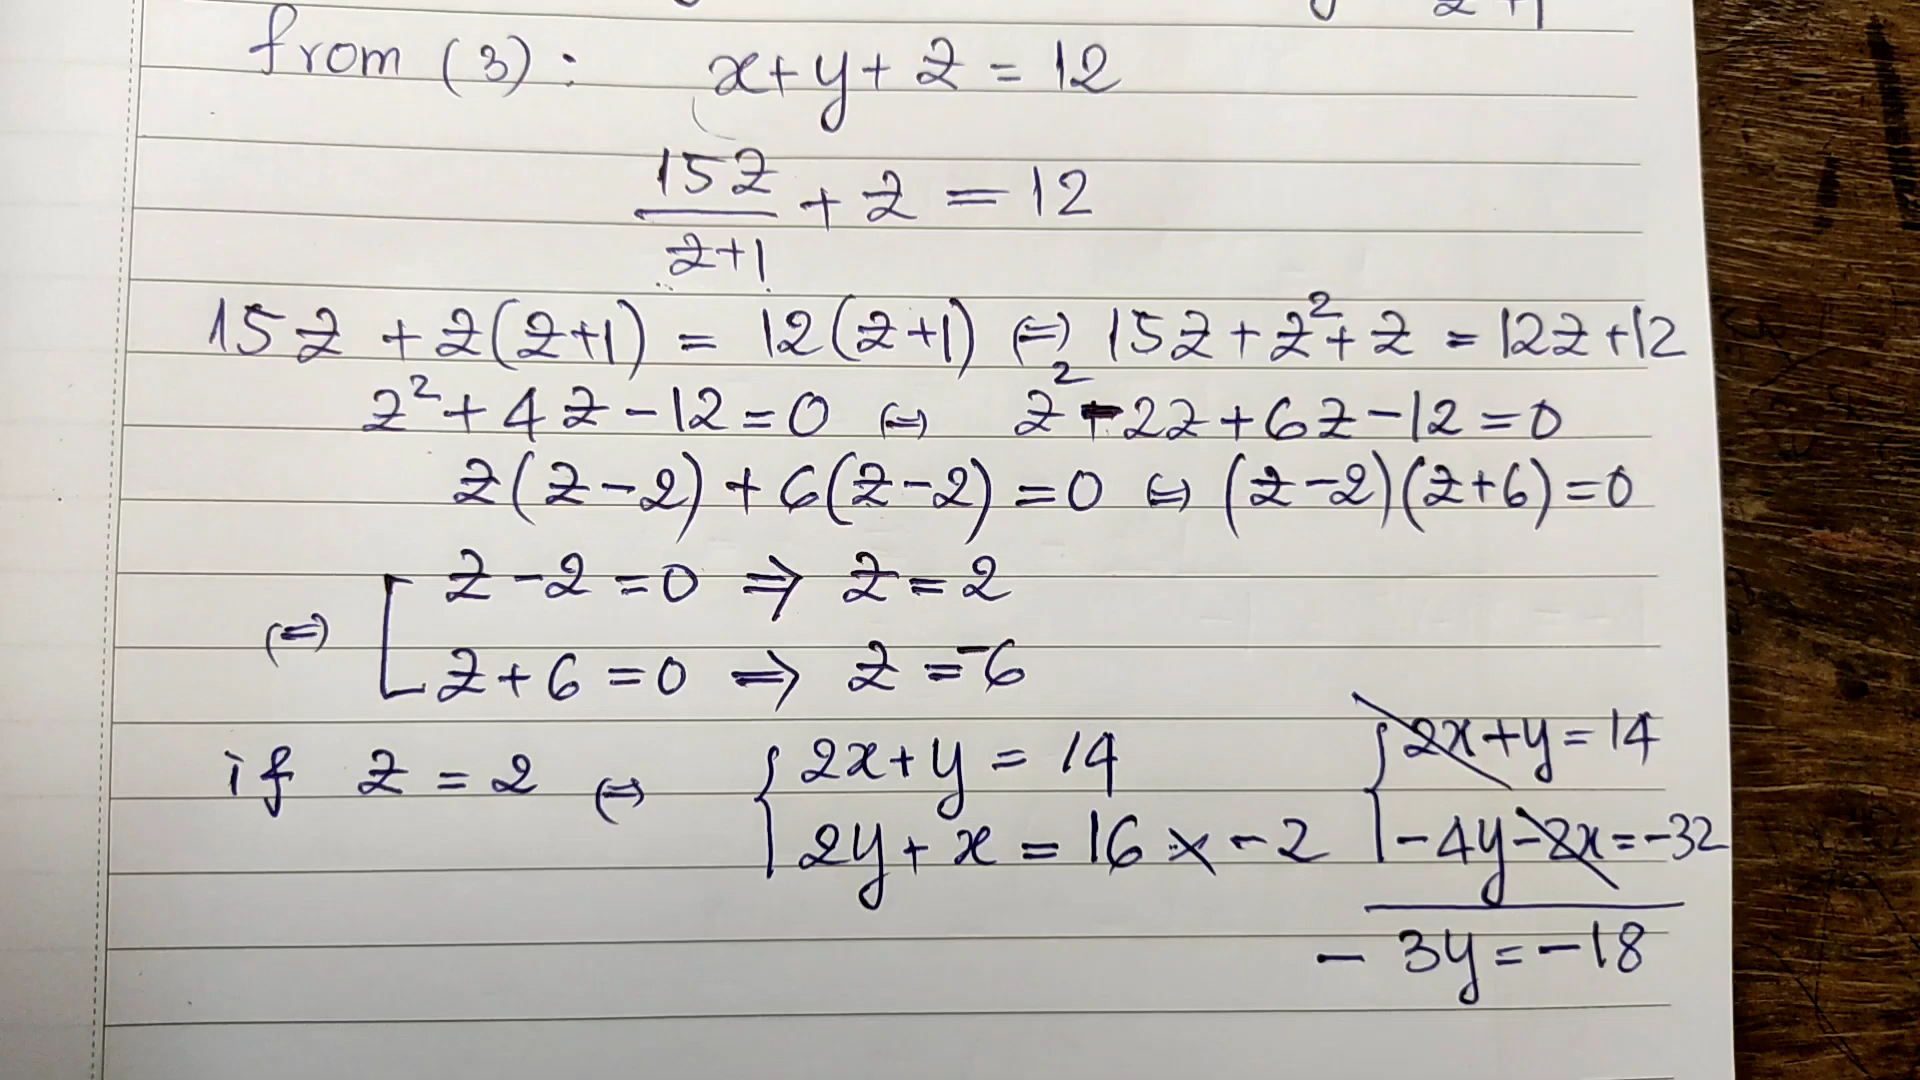 z+1
from (3): x+y+z = 12
15z/z+1 + z = 12
15z + z(z+1) = 12(z+1) ⇔ 15z + z² + z = 12z+12
z² + 4z - 12 = 0 ⇔ z² - 2z + 6z - 12 = 0
z(z-2) + 6(z-2) = 0 ⇔ (z-2)(z+6) = 0
⇔ [ z - 2 = 0 ⇒ z = 2
z + 6 = 0 ⇒ z = -6
if z = 2 ⇔ { 2x+y = 14
2y + x = 16 x -2
{ 2x+y = 14
-4y-2x = -32
- 3y = -18